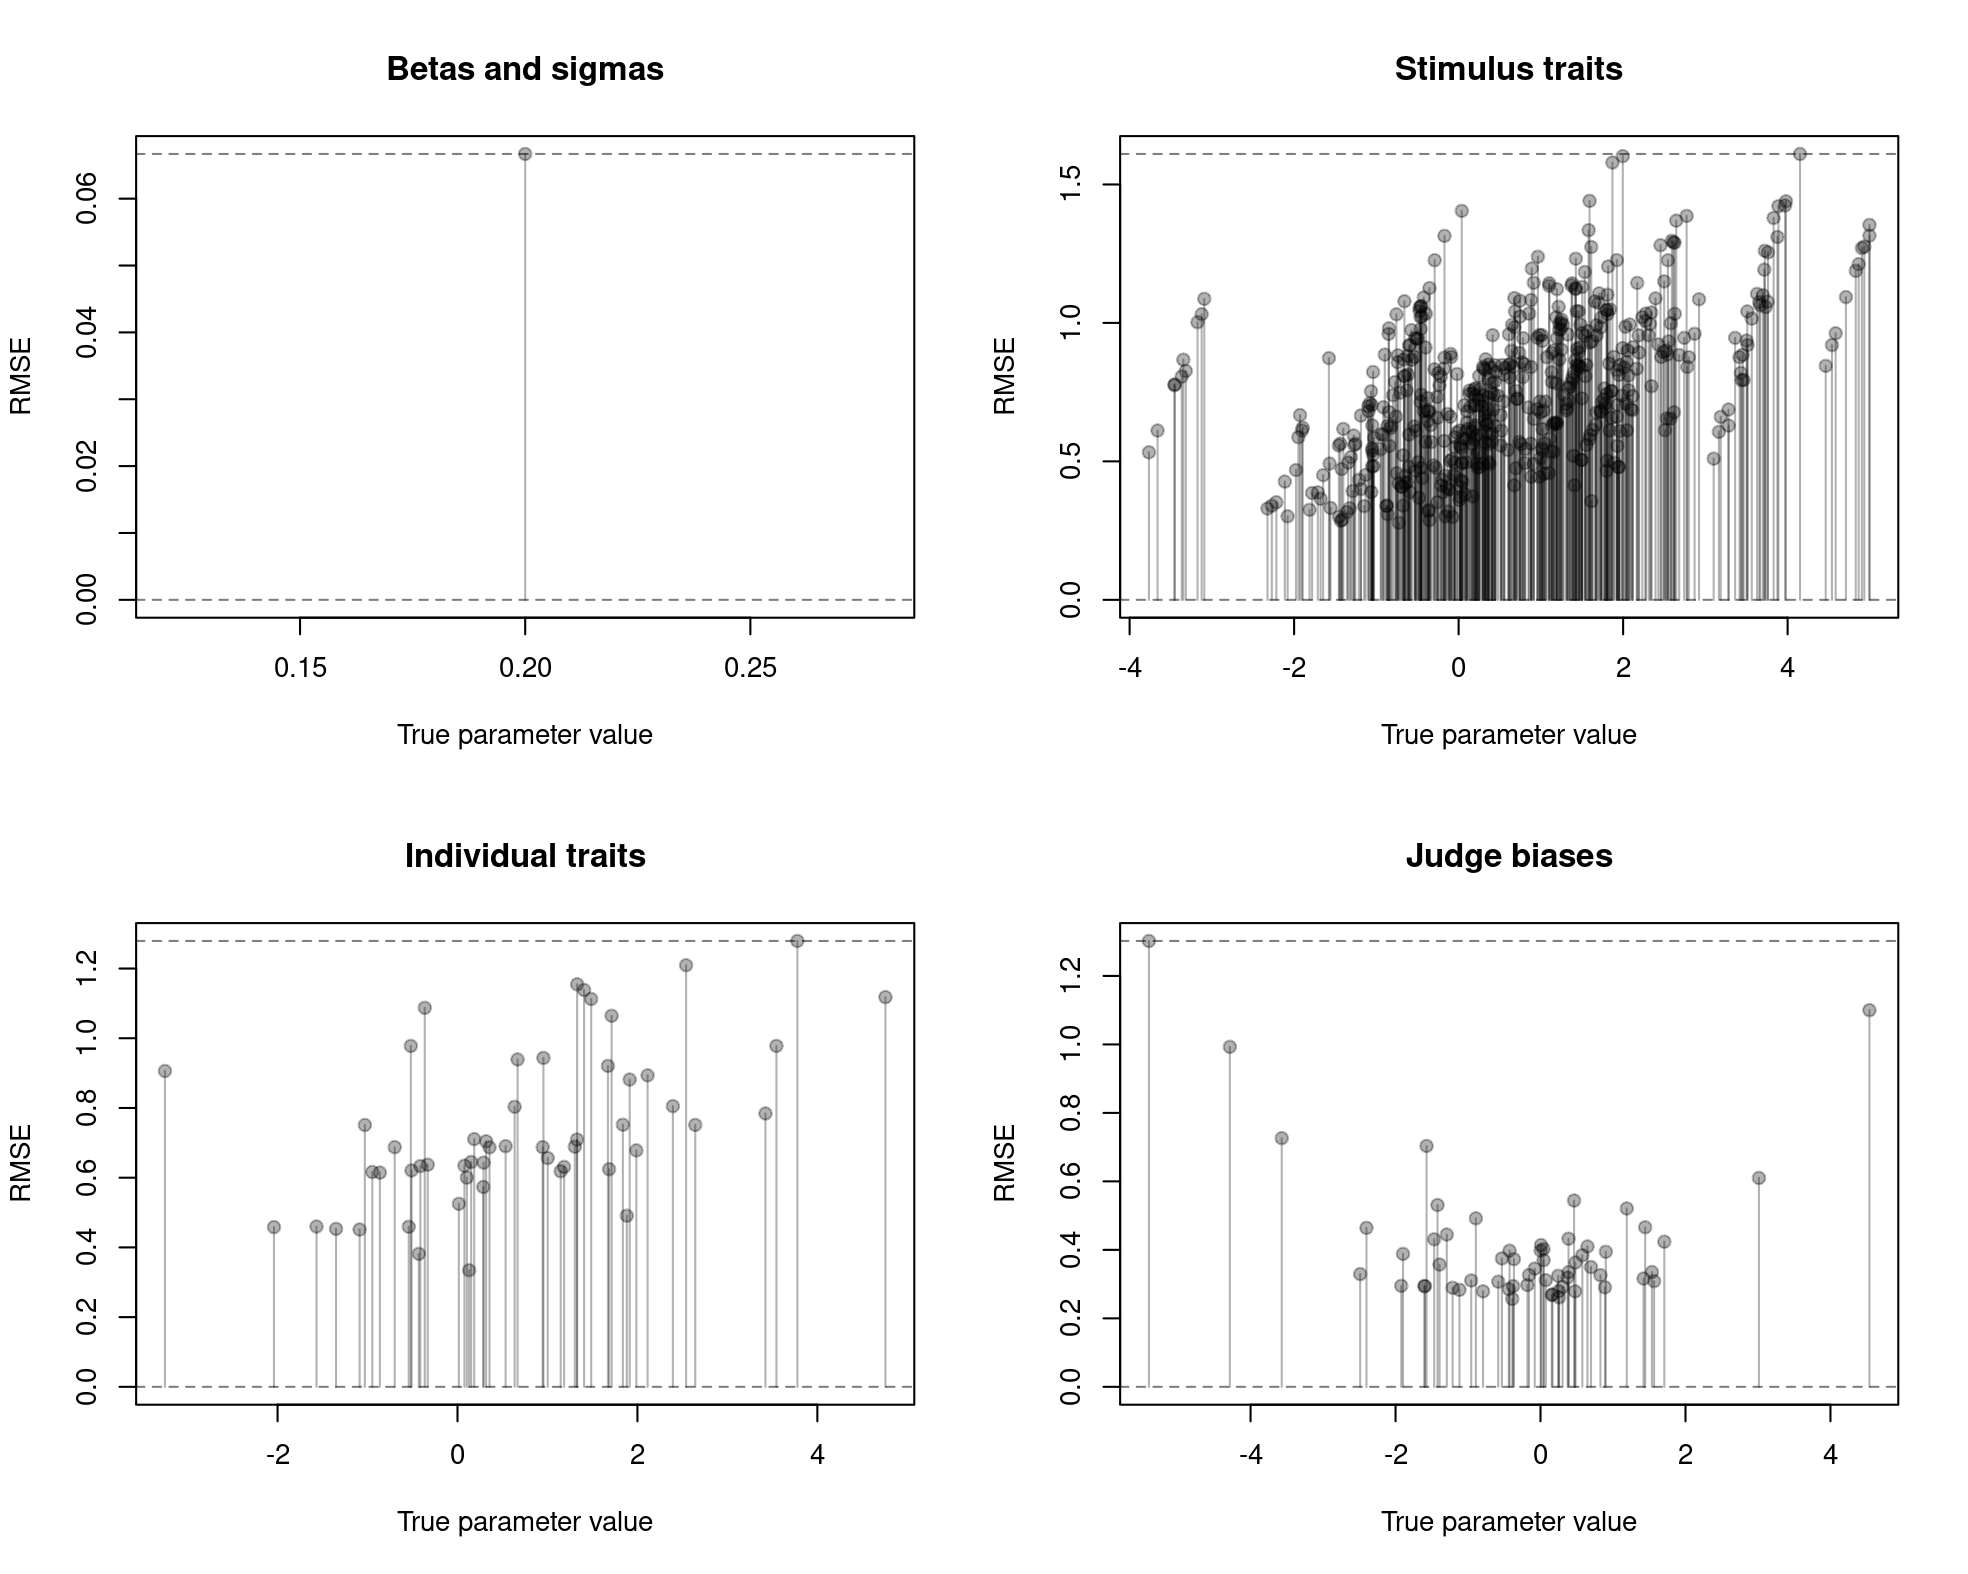 Betas and sigmas
RMSE
0.00 0.02 0.04 0.06
0.15 0.20 0.25
True parameter value
Stimulus traits
RMSE
0.0 0.5 1.0 1.5
-4 -2 0 2 4
True parameter value
Individual traits
RMSE
0.0 0.2 0.4 0.6 0.8 1.0 1.2
-2 0 2 4
True parameter value
Judge biases
RMSE
0.0 0.2 0.4 0.6 0.8 1.0 1.2
-4 -2 0 2 4
True parameter value